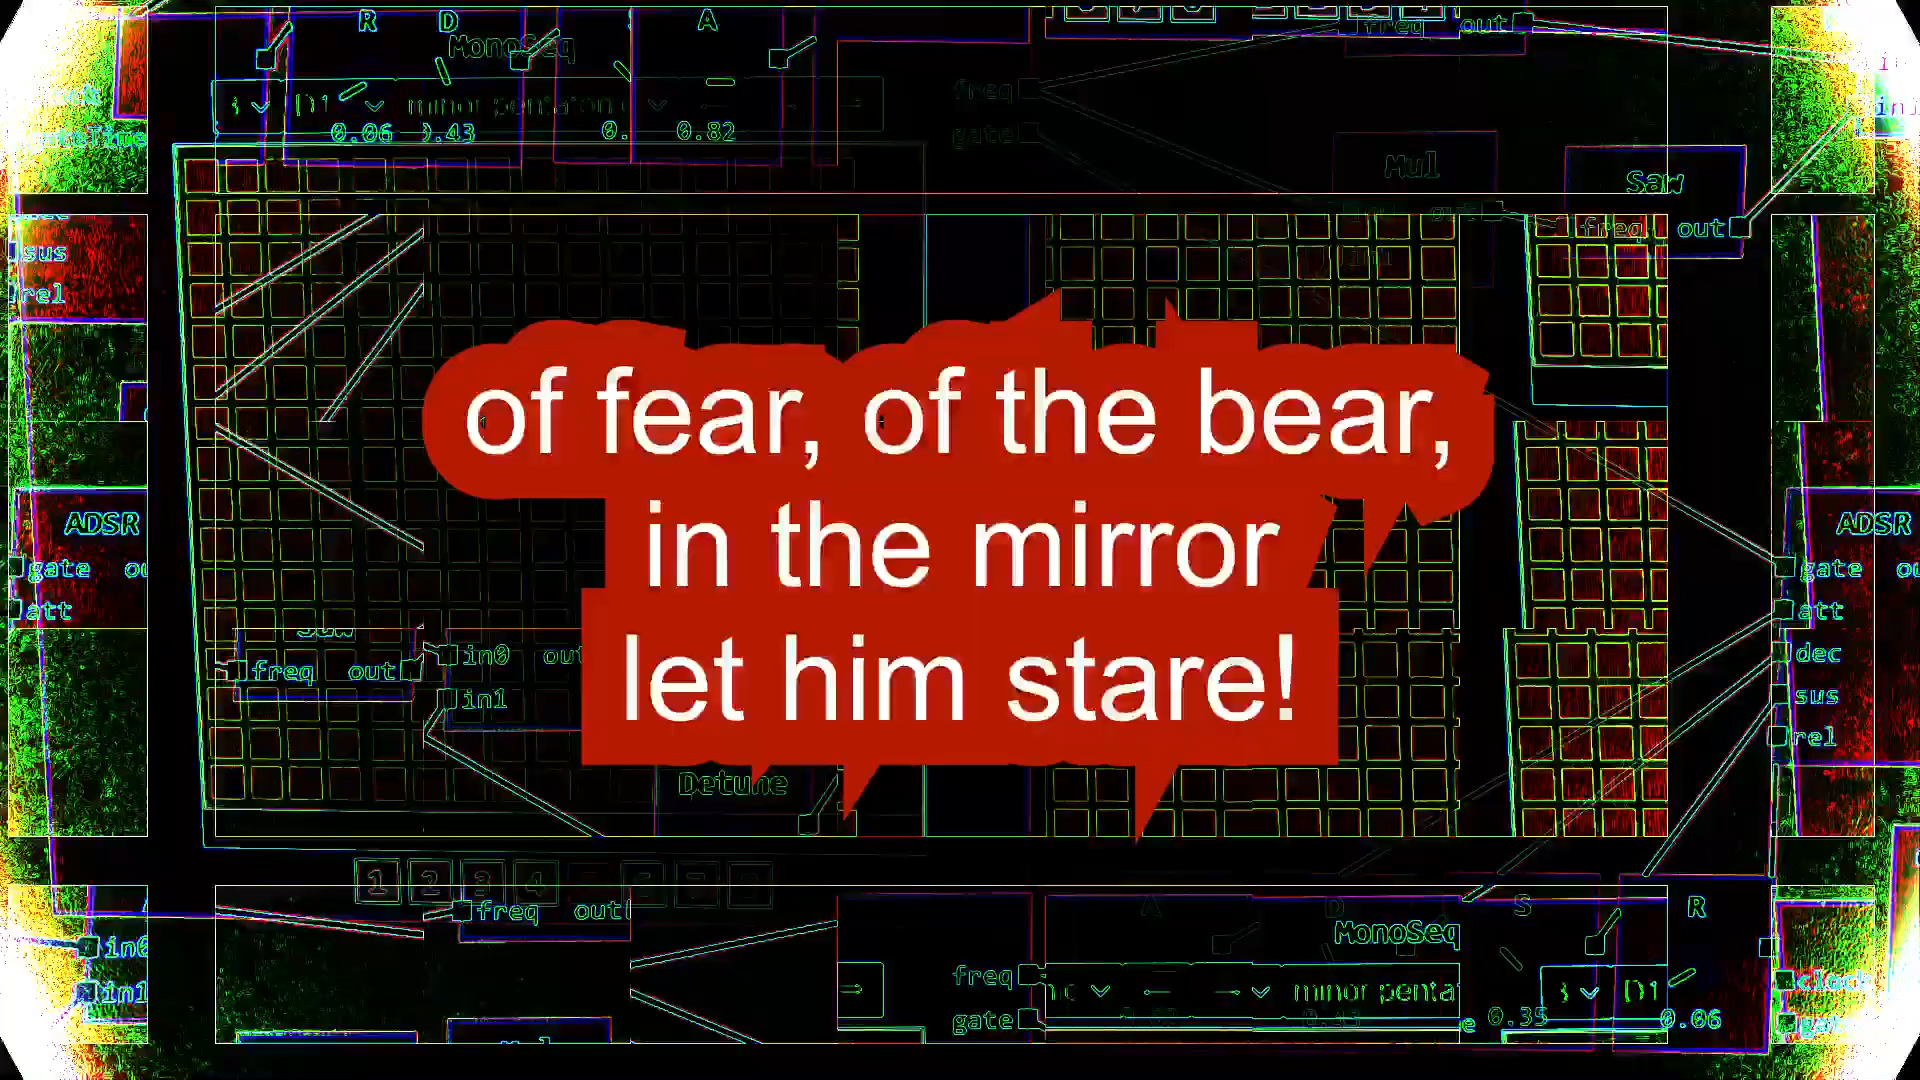 R D A
MonoSeq
minor pentaton
0.06 0. 0.82
freq out
freq
gate
Mul
Saw
freq out
sus
rel
of fear, of the bear,
in the mirror
let him stare!
ADSR
gate
att
ADSR
gate
att
dec
sus
rel
freq out
in0 out
in1
Detune
1 2 3 4
freq out
A D S R
MonoSeq
in0
in1
freq
gate
minor penta
0.35 0.06
clock